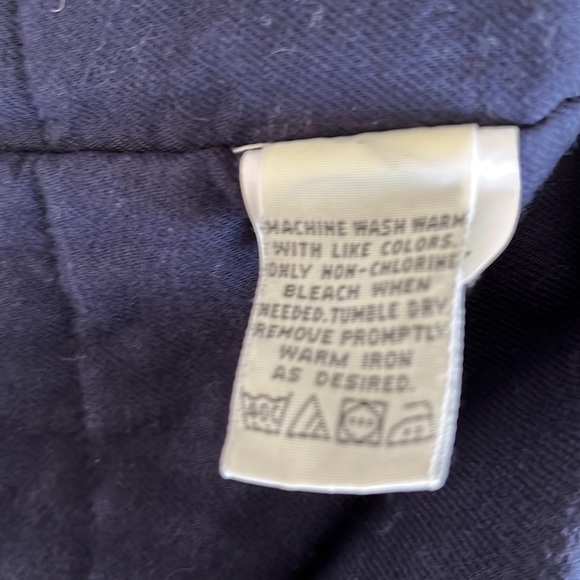 MACHINE WASH WARM
WITH LIKE COLORS.
ONLY NON-CHLORINE
BLEACH WHEN
NEEDED. TUMBLE DRY.
REMOVE PROMPTLY.
WARM IRON
AS DESIRED.
40C